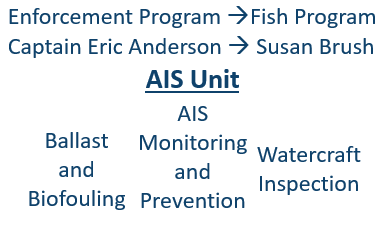 Enforcement Program → Fish Program
Captain Eric Anderson → Susan Brush
AIS Unit
Ballast
and
Biofouling
AIS
Monitoring
and
Prevention
Watercraft
Inspection